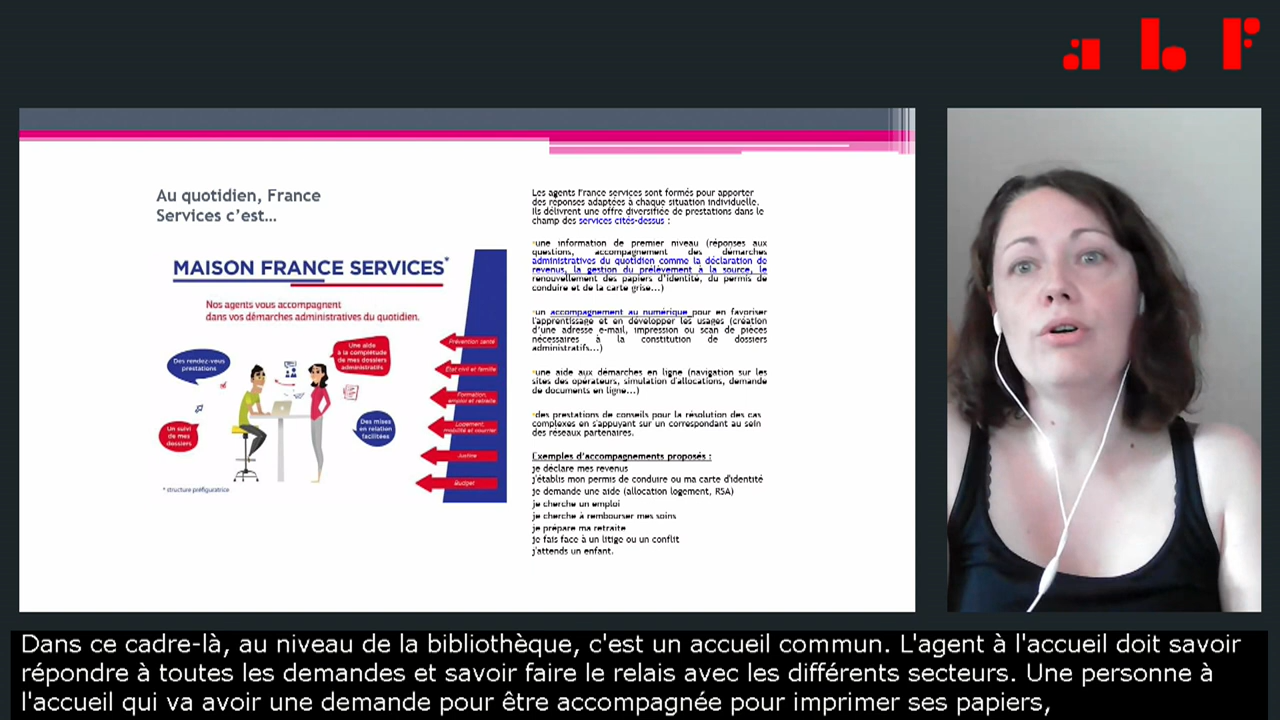 abf
Au quotidien, France
Services c'est…
MAISON FRANCE SERVICES*
Nos agents vous accompagnent
dans vos démarches administratives du quotidien.
Des rendez-vous
prestations
Une aide
à la complétude
de mes dossiers
administratifs
Un suivi
de mes
dossiers
Des mises
en relation
facilitées
Prévention santé
État civil et famille
Formation,
emploi et retraite
Logement,
mobilité et courrier
Justice
Budget
* structure préfiguratrice
Les agents France services sont formés pour apporter
des réponses adaptées à chaque situation individuelle.
Ils délivrent une offre diversifiée de prestations dans le
champ des services cités-dessus :
•une information de premier niveau (réponses aux
questions, accompagnement des démarches
administratives du quotidien comme la déclaration de
revenus, la gestion du prélèvement à la source, le
renouvellement des papiers d'identité, du permis de
conduire et de la carte grise…)
•un accompagnement au numérique pour en favoriser
l'apprentissage et en développer les usages (création
d'une adresse e-mail, impression ou scan de pièces
nécessaires à la constitution de dossiers
administratifs…)
•une aide aux démarches en ligne (navigation sur les
sites des opérateurs, simulation d'allocations, demande
de documents en ligne…)
•des prestations de conseils pour la résolution des cas
complexes en s'appuyant sur un correspondant au sein
des réseaux partenaires.
Exemples d'accompagnements proposés :
je déclare mes revenus
j'établis mon permis de conduire ou ma carte d'identité
je demande une aide (allocation logement, RSA)
je cherche un emploi
je cherche à rembourser mes soins
je prépare ma retraite
je fais face à un litige ou un conflit
j'attends un enfant.
Dans ce cadre-là, au niveau de la bibliothèque, c'est un accueil commun. L'agent à l'accueil doit savoir
répondre à toutes les demandes et savoir faire le relais avec les différents secteurs. Une personne à
l'accueil qui va avoir une demande pour être accompagnée pour imprimer ses papiers,